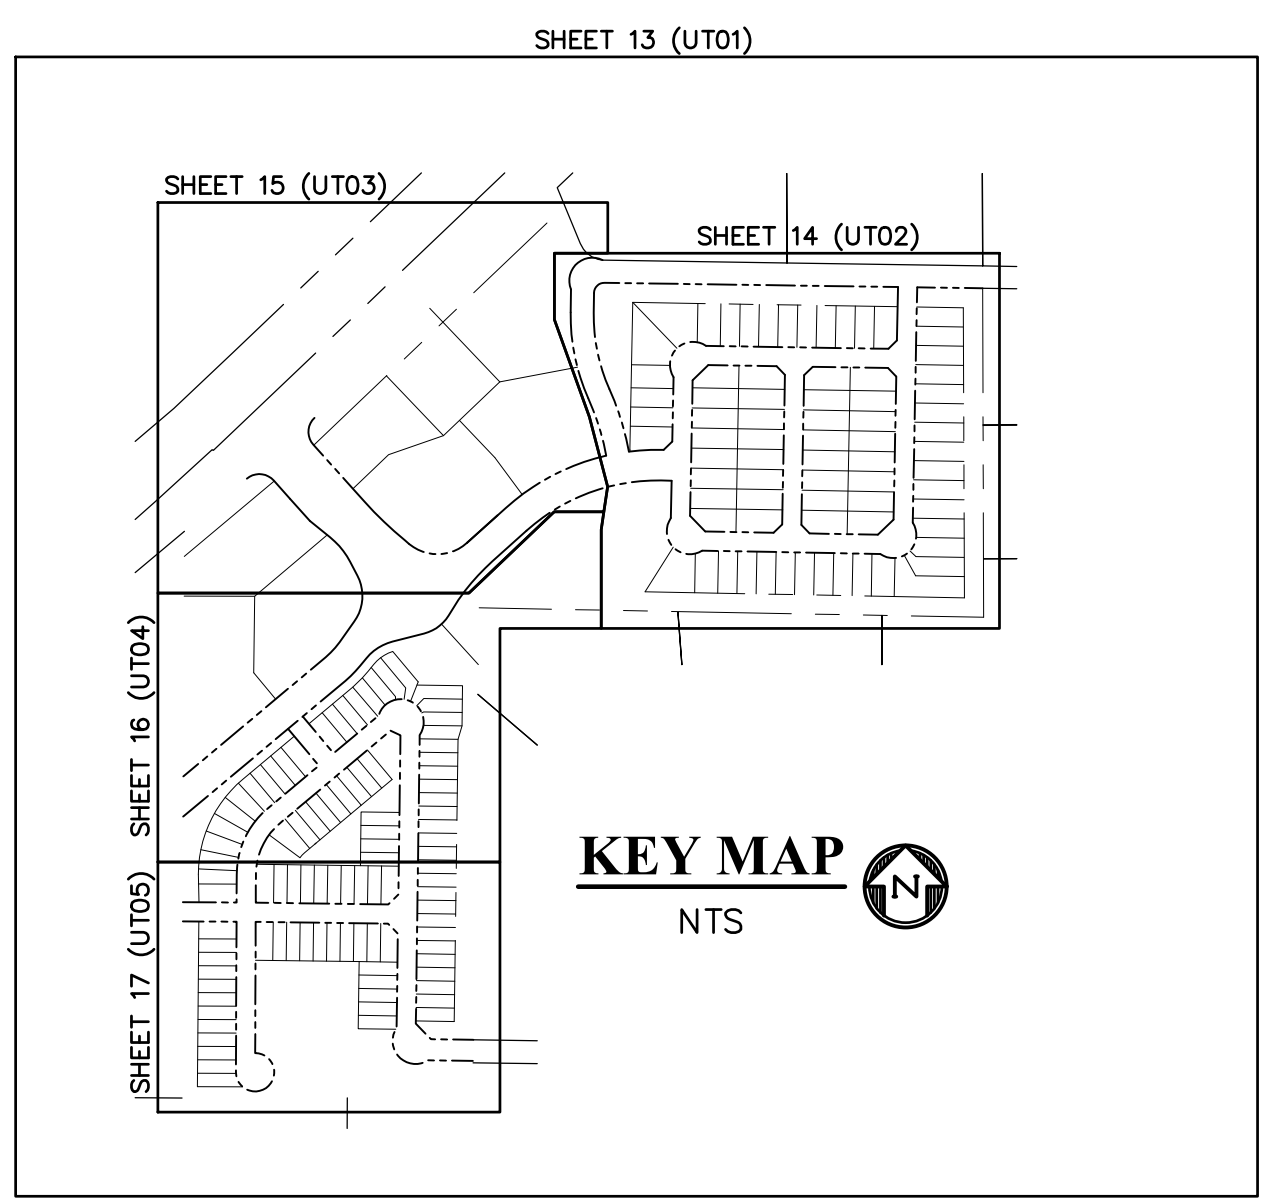 SHEET 13 (UT01)
SHEET 15 (UT03)
SHEET 14 (UT02)
SHEET 16 (UT04)
SHEET 17 (UT05)
KEY MAP
N
NTS